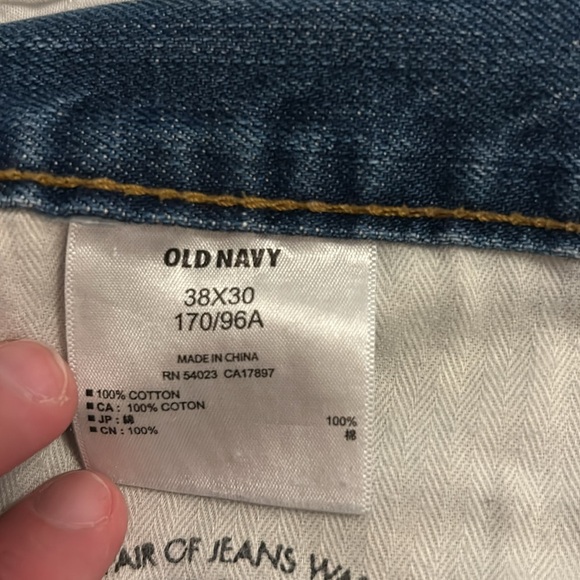 OLD NAVY
38X30
170/96A
MADE IN CHINA
RN 54023 CA17897
100% COTTON
CA : 100% COTON
JP : 綿 100%
CN : 100% 棉
AIR OF JEANS WA